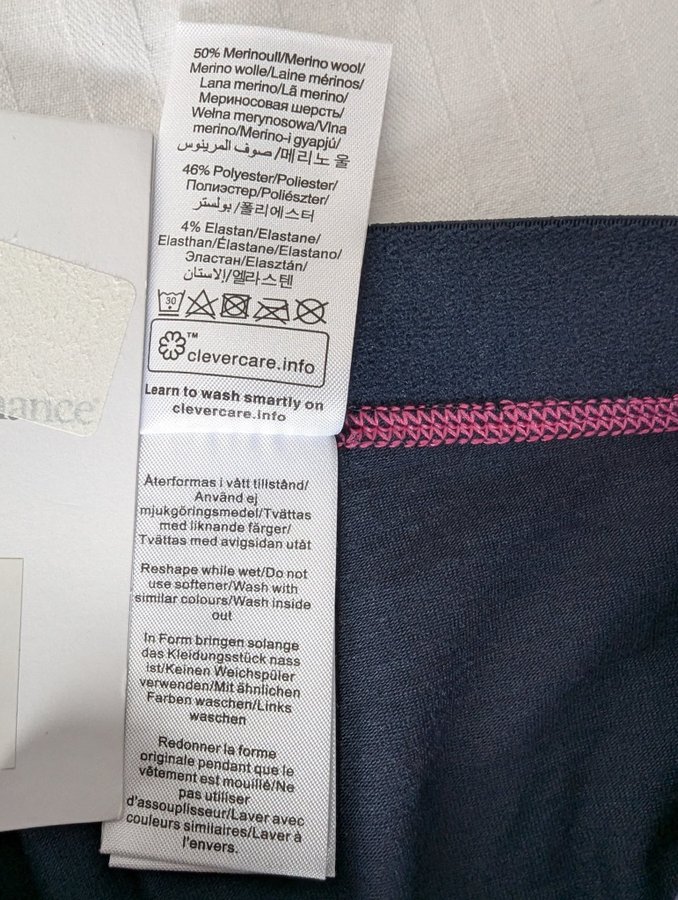 50% Merinoull/Merino wool/
Merino wolle/Laine mérinos/
Lana merino/Lã merino/
Мериносовая шерсть/
Wełna merynosowa/Vlna
merino/Merino-i gyapjú/
صوف المرينوس/메리노 울
46% Polyester/Poliester/
Полиэстер/Poliészter/
بولستر/폴리에스터
4% Elastan/Elastane/
Elasthan/Élastane/Elastano/
Эластан/Elasztán/
الاستان/엘라스텐
30
™
clevercare.info
Learn to wash smartly on
clevercare.info
ance
Återformas i vått tillstånd/
Använd ej
mjukgöringsmedel/Tvättas
med liknande färger/
Tvättas med avigsidan utåt
Reshape while wet/Do not
use softener/Wash with
similar colours/Wash inside
out
In Form bringen solange
das Kleidungsstück nass
ist/Keinen Weichspüler
verwenden/Mit ähnlichen
Farben waschen/Links
waschen
Redonner la forme
originale pendant que le
vêtement est mouillé/Ne
pas utiliser
d'assouplisseur/Laver avec
couleurs similaires/Laver à
l'envers.